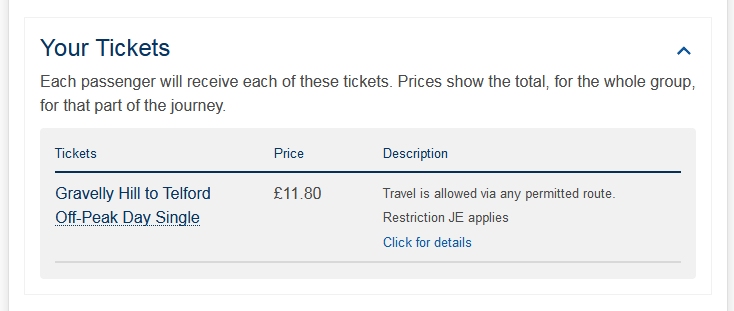 Your Tickets
Each passenger will receive each of these tickets. Prices show the total, for the whole group,
for that part of the journey.
Tickets Price Description
Gravelly Hill to Telford £11.80 Travel is allowed via any permitted route.
Off-Peak Day Single Restriction JE applies
Click for details